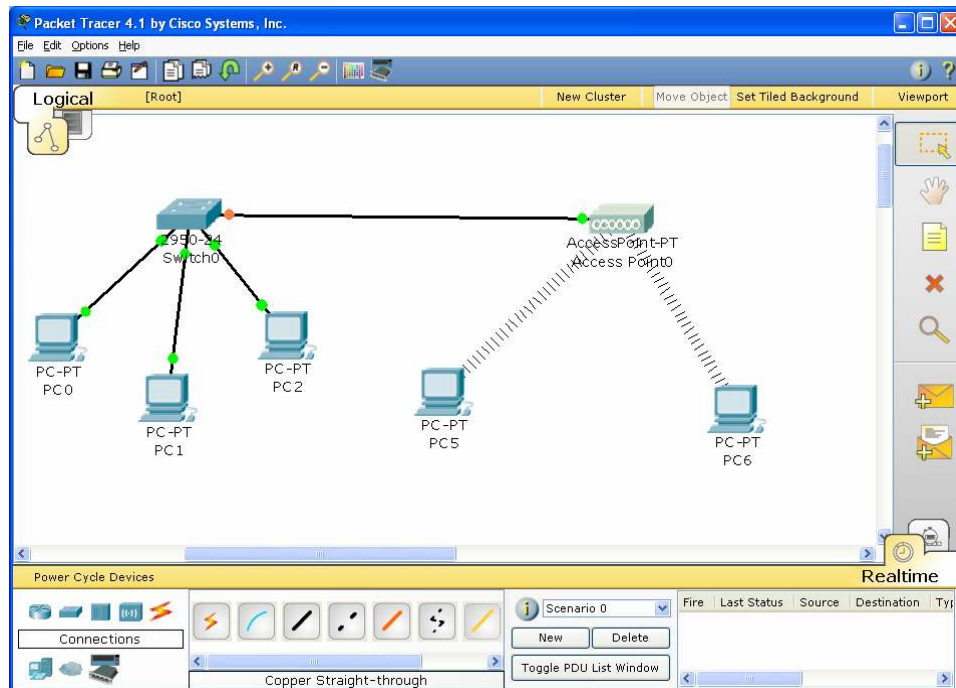 Packet Tracer 4.1 by Cisco Systems, Inc.
File Edit Options Help
Logical [Root] New Cluster Move Object Set Tiled Background Viewport
2950-24
Switch0
AccessPoint-PT
Access Point0
PC-PT
PC0
PC-PT
PC1
PC-PT
PC2
PC-PT
PC5
PC-PT
PC6
Power Cycle Devices Realtime
Connections
Copper Straight-through
Scenario 0
New Delete
Toggle PDU List Window
Fire Last Status Source Destination Typ